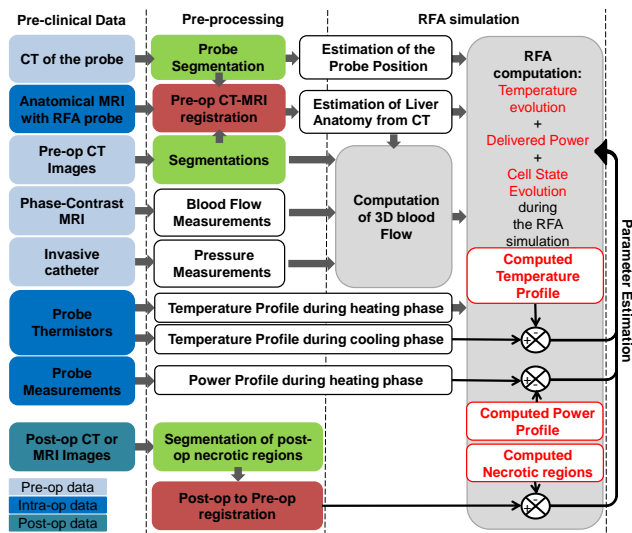 Pre-clinical Data
Pre-processing
RFA simulation
CT of the probe
Probe
Segmentation
Estimation of the
Probe Position
RFA
computation:
Temperature
evolution
+
Delivered Power
+
Cell State
Evolution
during
the RFA
simulation
Anatomical MRI
with RFA probe
Pre-op CT-MRI
registration
Estimation of Liver
Anatomy from CT
Pre-op CT
Images
Segmentations
Computation
of 3D blood
Flow
Phase-Contrast
MRI
Blood Flow
Measurements
Invasive
catheter
Pressure
Measurements
Computed
Temperature
Profile
Parameter Estimation
Probe
Thermistors
Temperature Profile during heating phase
Temperature Profile during cooling phase
+
-
Probe
Measurements
Power Profile during heating phase
+
-
Computed Power
Profile
Post-op CT or
MRI Images
Segmentation of post-
op necrotic regions
Computed
Necrotic regions
Post-op to Pre-op
registration
+
-
Pre-op data
Intra-op data
Post-op data